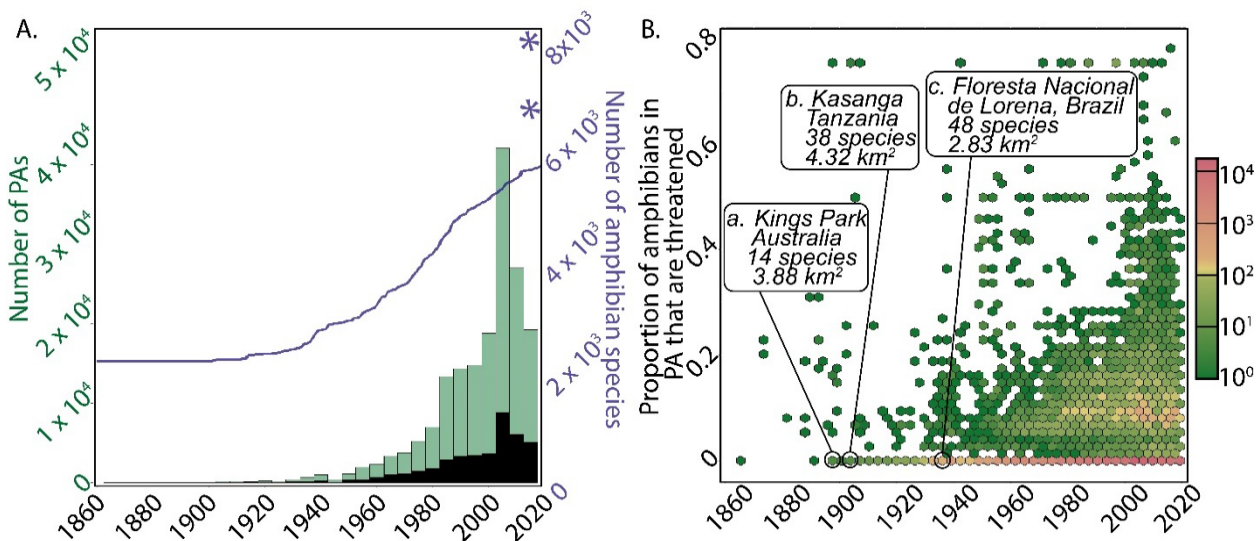 A.
Number of PAs
5 x 10⁴
4 x 10⁴
2 x 10⁴
1 x 10⁴
0
8x10³
6 x 10³
4 x 10³
2 x 10³
0
Number of amphibian species
*
*
1860
1880
1900
1920
1940
1960
1980
2000
2020
B.
Proportion of amphibians in
PA that are threatened
0.8
0.6
0.4
0.2
0
a. Kings Park
Australia
14 species
3.88 km²
b. Kasanga
Tanzania
38 species
4.32 km²
c. Floresta Nacional
de Lorena, Brazil
48 species
2.83 km²
1860
1880
1900
1920
1940
1960
1980
2000
2020
10⁴
10³
10²
10¹
10⁰